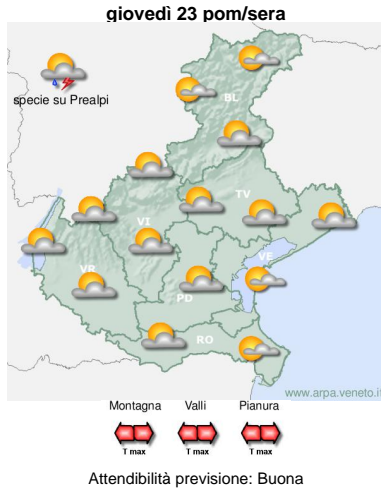 giovedì 23 pom/sera
specie su Prealpi
BL
TV
VI
VE
VR
PD
RO
www.arpa.veneto.it
Montagna Valli Pianura
T max T max T max
Attendibilità previsione: Buona